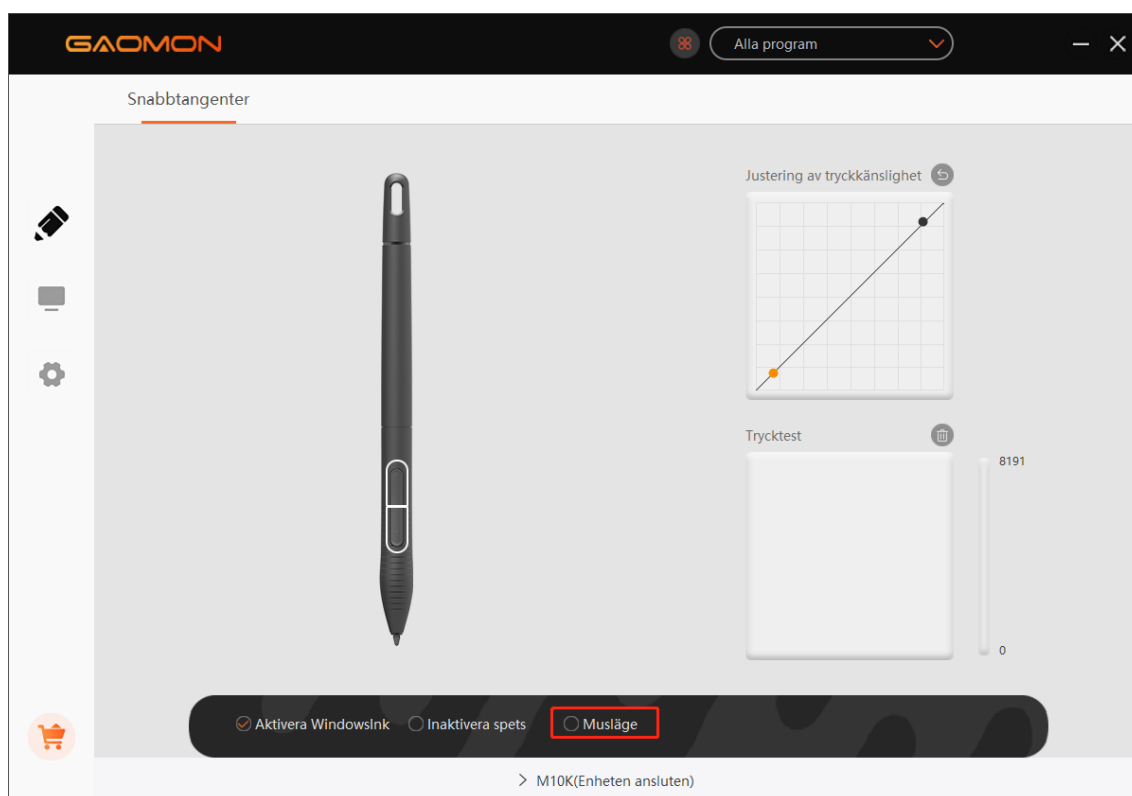 GAOMON
Alla program
Snabbtangenter
Justering av tryckkänslighet
Trycktest
8191
0
Aktivera WindowsInk
Inaktivera spets
Musläge
M10K(Enheten ansluten)